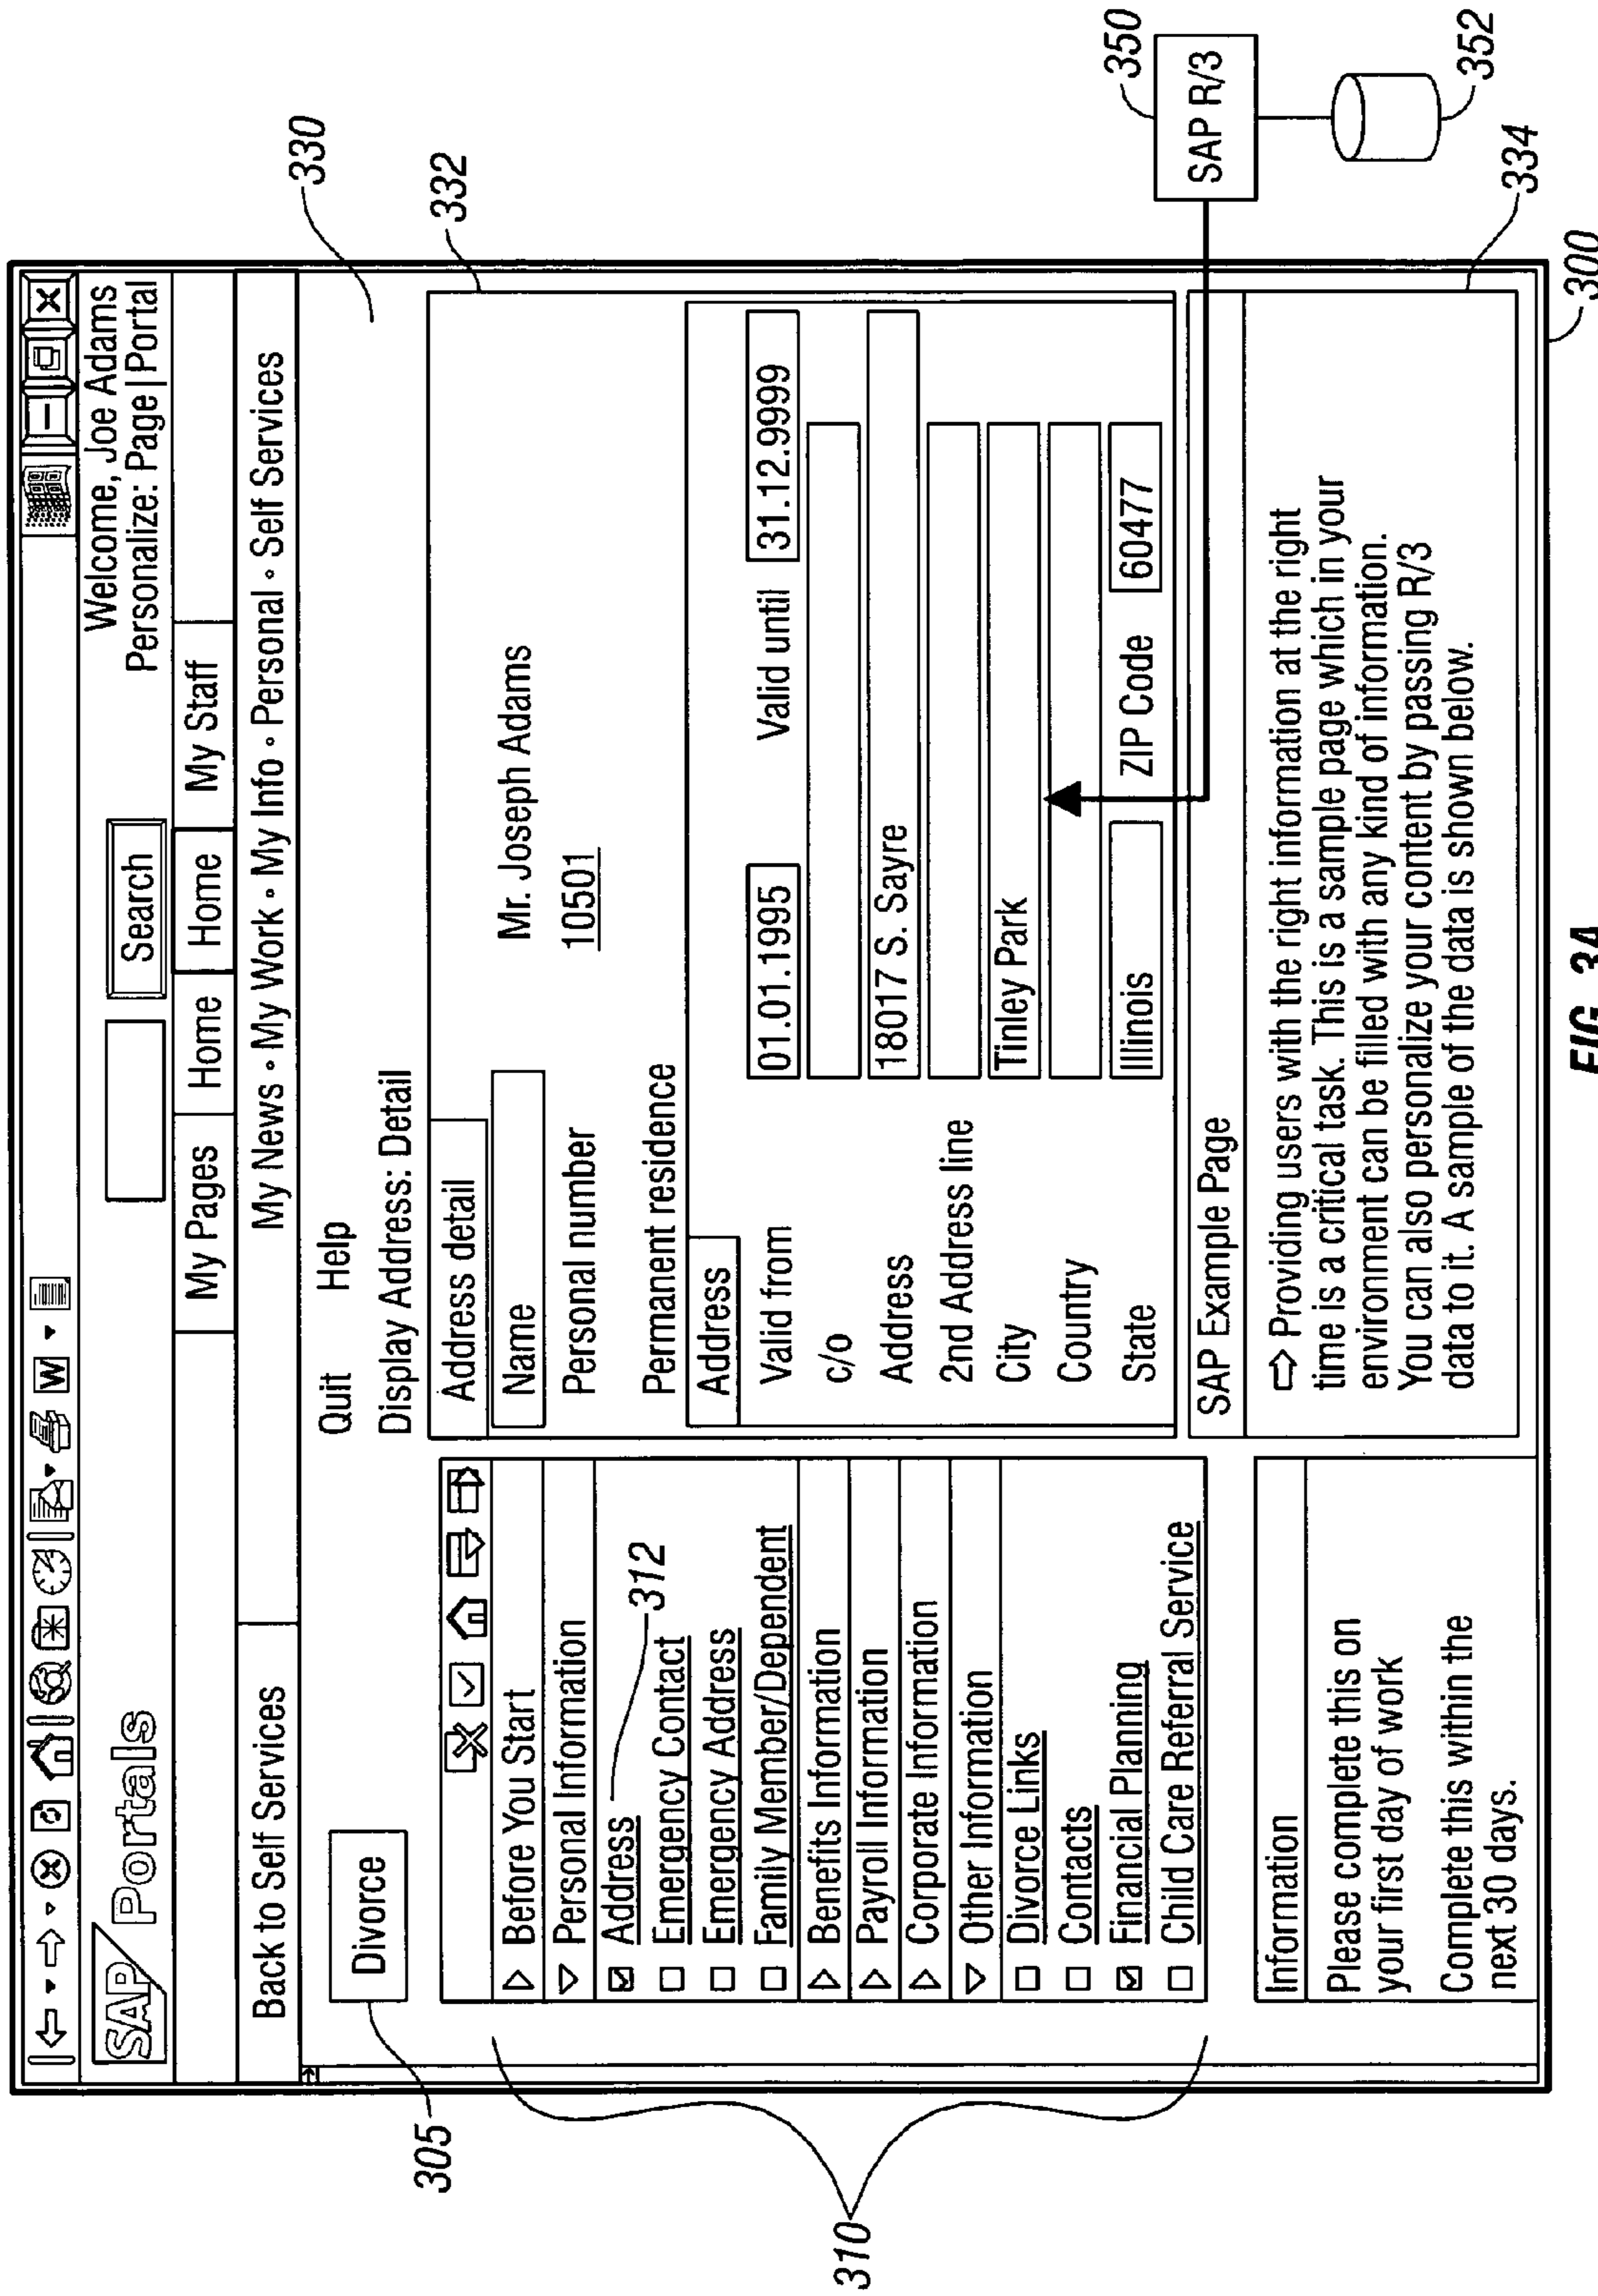 SAP Portals
Search
Welcome, Joe Adams
Personalize: Page | Portal
My Pages Home Home My Staff
Back to Self Services
My News ∘ My Work ∘ My Info ∘ Personal ∘ Self Services
305
Divorce
310
Before You Start
Personal Information
Address
312
Emergency Contact
Emergency Address
Family Member/Dependent
Benefits Information
Payroll Information
Corporate Information
Other Information
Divorce Links
Contacts
Financial Planning
Child Care Referral Service
Information
Please complete this on
your first day of work
Complete this within the
next 30 days.
Quit Help
330
Display Address: Detail
332
Address detail
Name Mr. Joseph Adams
Personal number 10501
Permanent residence
Address
Valid from 01.01.1995 Valid until 31.12.9999
c/o
Address 18017 S. Sayre
2nd Address line
City Tinley Park
Country
State Illinois ZIP Code 60477
350
SAP R/3
352
SAP Example Page
334
⇨ Providing users with the right information at the right
time is a critical task. This is a sample page which in your
environment can be filled with any kind of information.
You can also personalize your content by passing R/3
data to it. A sample of the data is shown below.
300
FIG. 3A
W